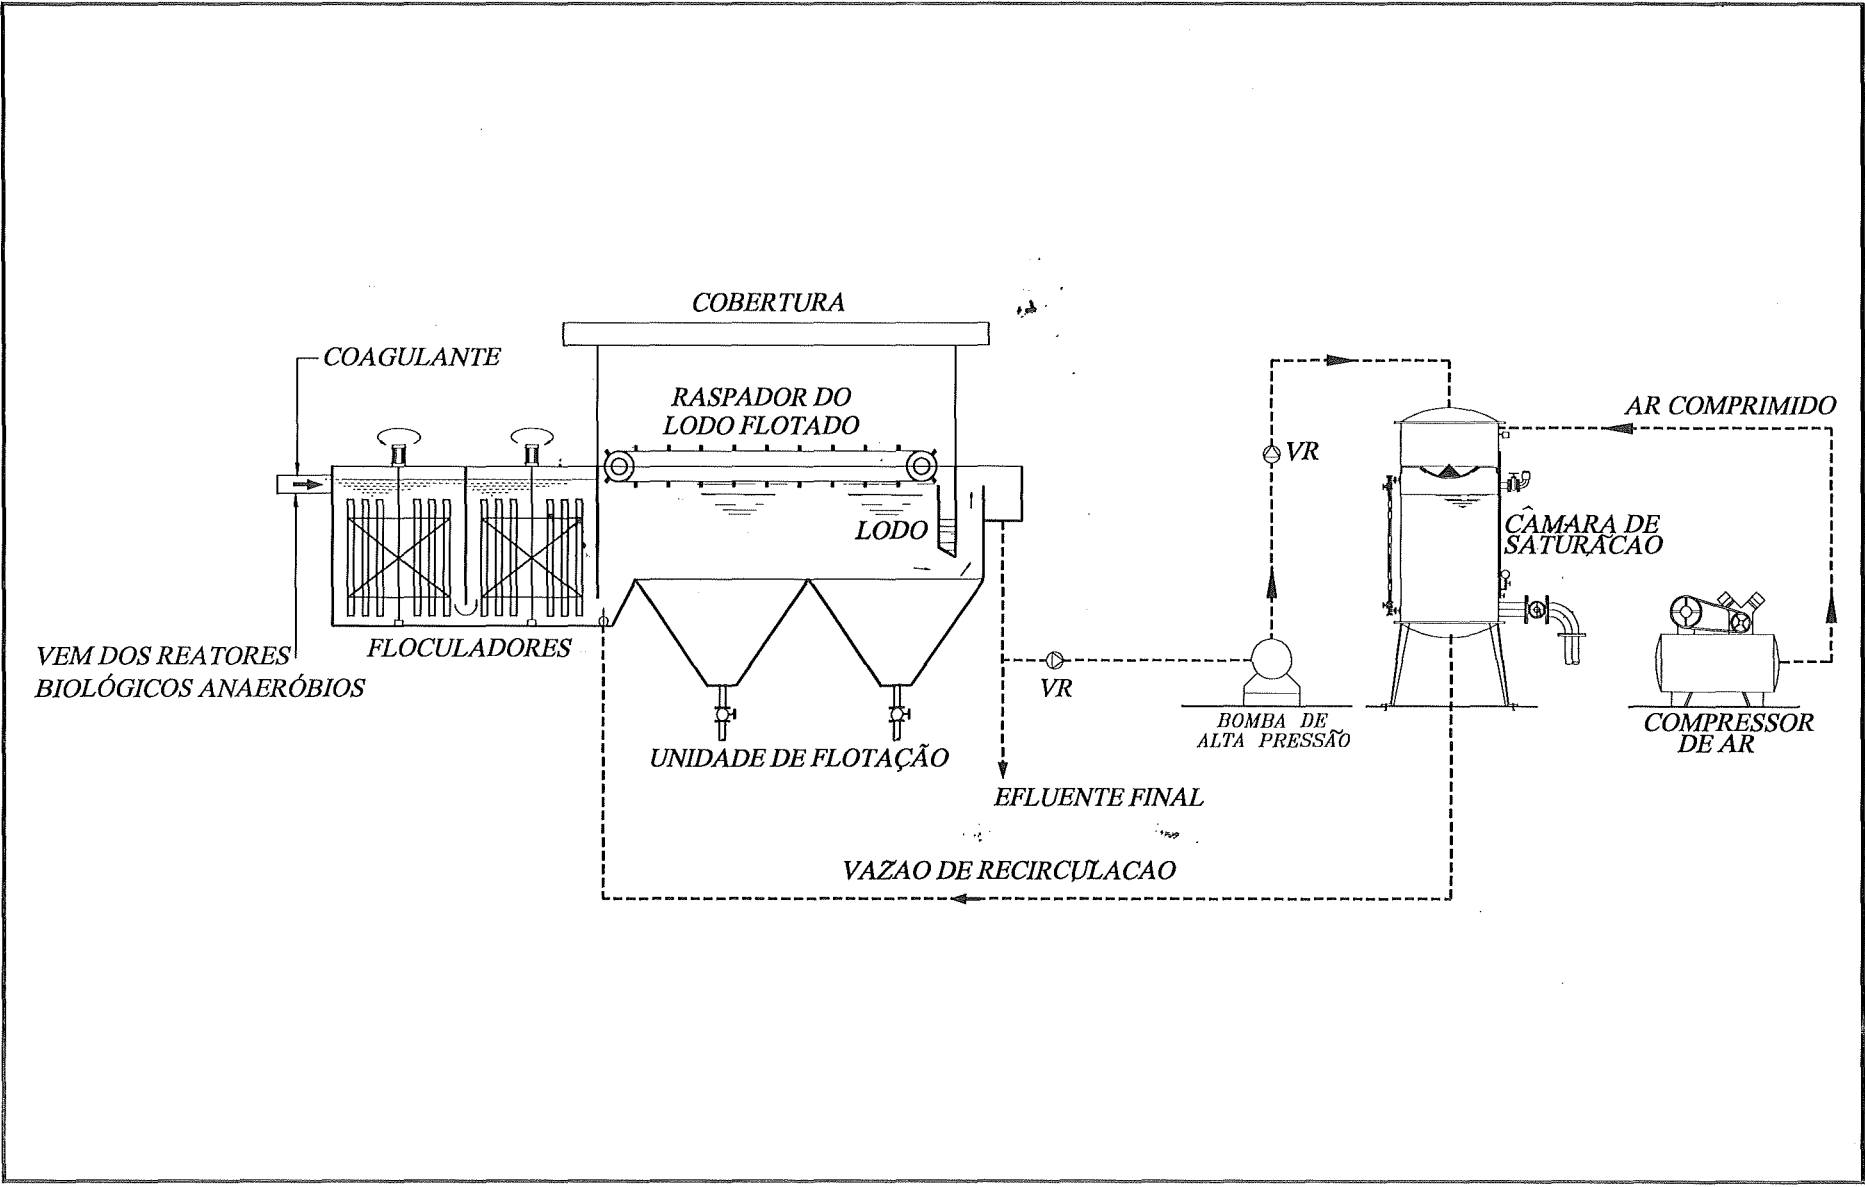 COBERTURA
COAGULANTE
RASPADOR DO
LODO FLOTADO
AR COMPRIMIDO
VR
LODO
CÂMARA DE
SATURACAO
FLOCULADORES
VEM DOS REATORES
BIOLÓGICOS ANAERÓBIOS
VR
BOMBA DE
ALTA PRESSÃO
COMPRESSOR
DE AR
UNIDADE DE FLOTAÇÃO
EFLUENTE FINAL
VAZAO DE RECIRCULACAO